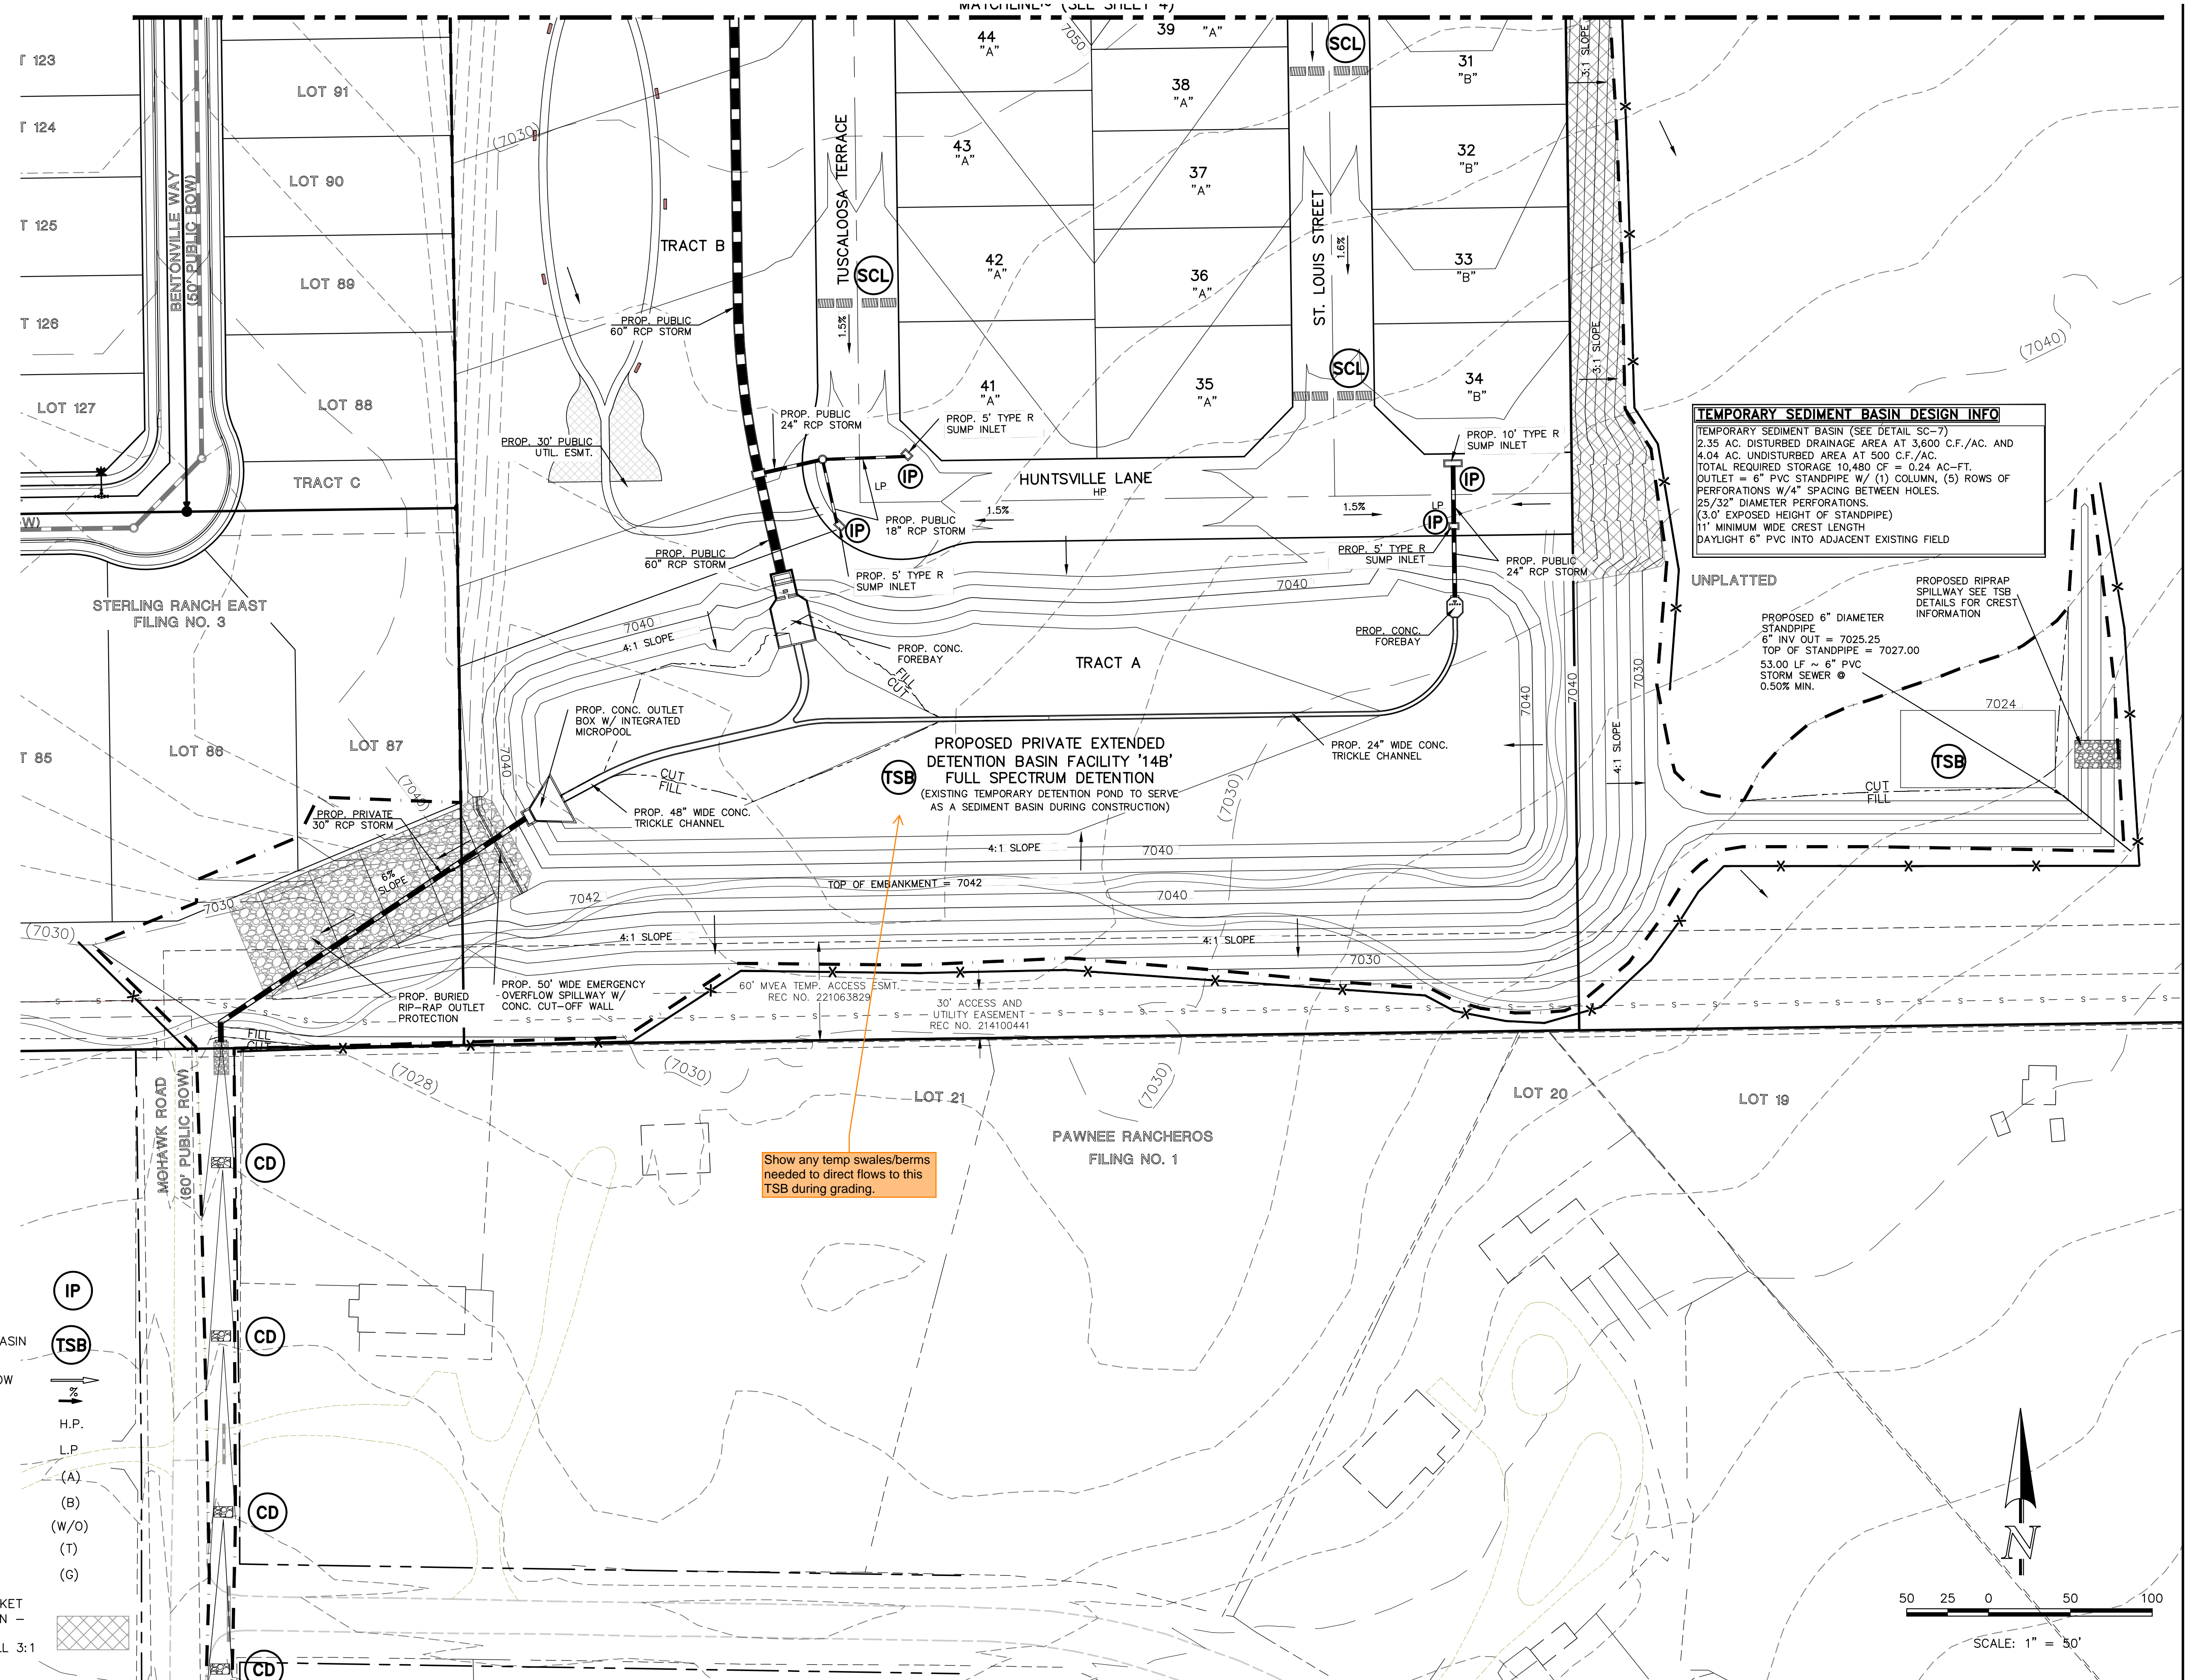 MATCHLINE~ (SEE SHEET 4)
123
T 124
T 125
T 126
LOT 127
LOT 91
LOT 90
LOT 89
LOT 88
TRACT C
BENTONVILLE WAY
(50' PUBLIC ROW)
(7030)
TRACT B
PROP. PUBLIC
60" RCP STORM
TUSCALOOSA TERRACE
SCL
1.5%
44
"A"
43
"A"
42
"A"
41
"A"
7050
39 "A"
38
"A"
37
"A"
36
"A"
35
"A"
SCL
ST. LOUIS STREET
1.6%
SCL
31
"B"
32
"B"
33
"B"
34
"B"
3:1 SLOPE
3:1 SLOPE
(7040)
PROP. 30' PUBLIC
UTIL. ESMT.
PROP. PUBLIC
24" RCP STORM
PROP. 5' TYPE R
SUMP INLET
IP
LP
HUNTSVILLE LANE
HP
1.5%
1.5%
PROP. PUBLIC
18" RCP STORM
IP
PROP. 10' TYPE R
SUMP INLET
IP
LP
IP
PROP. 5' TYPE R
SUMP INLET
PROP. PUBLIC
24" RCP STORM
PROP. PUBLIC
60" RCP STORM
PROP. 5' TYPE R
SUMP INLET
TEMPORARY SEDIMENT BASIN DESIGN INFO
TEMPORARY SEDIMENT BASIN (SEE DETAIL SC-7)
2.35 AC. DISTURBED DRAINAGE AREA AT 3,600 C.F./AC. AND
4.04 AC. UNDISTURBED AREA AT 500 C.F./AC.
TOTAL REQUIRED STORAGE 10,480 CF = 0.24 AC-FT.
OUTLET = 6" PVC STANDPIPE W/ (1) COLUMN, (5) ROWS OF
PERFORATIONS W/4" SPACING BETWEEN HOLES.
25/32" DIAMETER PERFORATIONS.
(3.0' EXPOSED HEIGHT OF STANDPIPE)
11' MINIMUM WIDE CREST LENGTH
DAYLIGHT 6" PVC INTO ADJACENT EXISTING FIELD
UNPLATTED
PROPOSED RIPRAP
SPILLWAY SEE TSB
DETAILS FOR CREST
INFORMATION
PROPOSED 6" DIAMETER
STANDPIPE
6" INV OUT = 7025.25
TOP OF STANDPIPE = 7027.00
53.00 LF ~ 6" PVC
STORM SEWER @
0.50% MIN.
7024
TSB
CUT
FILL
STERLING RANCH EAST
FILING NO. 3
T 85
LOT 86
LOT 87
(7040)
7040
4:1 SLOPE
7040
7040
PROP. CONC.
FOREBAY
FILL
CUT
TRACT A
PROP. CONC.
FOREBAY
7040
7040
7030
4:1 SLOPE
PROP. CONC. OUTLET
BOX W/ INTEGRATED
MICROPOOL
CUT
FILL
PROP. 48" WIDE CONC.
TRICKLE CHANNEL
TSB
PROPOSED PRIVATE EXTENDED
DETENTION BASIN FACILITY '14B'
FULL SPECTRUM DETENTION
(EXISTING TEMPORARY DETENTION POND TO SERVE
AS A SEDIMENT BASIN DURING CONSTRUCTION)
PROP. 24" WIDE CONC.
TRICKLE CHANNEL
(7030)
4:1 SLOPE
7040
TOP OF EMBANKMENT = 7042
7042
7040
4:1 SLOPE
4:1 SLOPE
7030
PROP. PRIVATE
30" RCP STORM
6%
SLOPE
7030
(7030)
PROP. BURIED
RIP-RAP OUTLET
PROTECTION
PROP. 50' WIDE EMERGENCY
OVERFLOW SPILLWAY W/
CONC. CUT-OFF WALL
60' MVEA TEMP. ACCESS ESMT.
REC NO. 221063829
30' ACCESS AND
UTILITY EASEMENT
REC NO. 214100441
FILL
CUT
(7028)
(7030)
(7030)
LOT 21
LOT 20
LOT 19
PAWNEE RANCHEROS
FILING NO. 1
Show any temp swales/berms
needed to direct flows to this
TSB during grading.
MOHAWK ROAD
(60' PUBLIC ROW)
CD
CD
CD
CD
IP
TSB
%
H.P.
L.P
(A)
(B)
(W/O)
(T)
(G)
3:1
N
50 25 0 50 100
SCALE: 1" = 50'